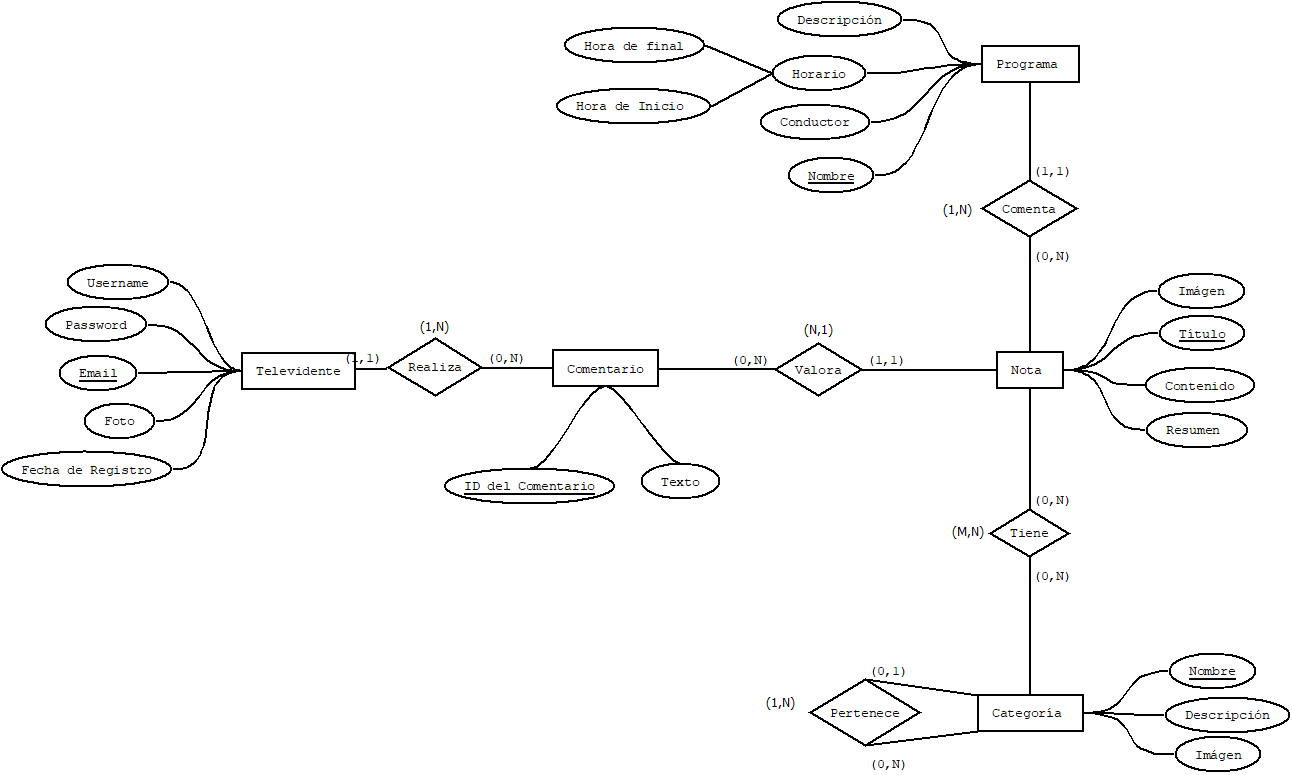 Descripción
Hora de final
Programa
Horario
Hora de Inicio
Conductor
Nombre
(1,1)
(1,N)
Comenta
(0,N)
Username
Imágen
Password
(1,N)
(N,1)
Título
(1,1)
(0,N)
(0,N)
(1,1)
Email
Televidente
Realiza
Comentario
Valora
Nota
Contenido
Foto
Resumen
Fecha de Registro
ID del Comentario
Texto
(0,N)
(M,N)
Tiene
(0,N)
(0,1)
Nombre
(1,N)
Pertenece
Categoría
Descripción
Imágen
(0,N)